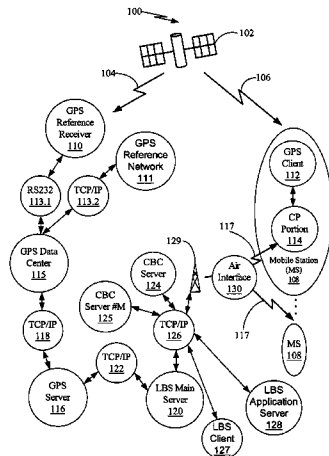 100
102
104
106
GPS
Reference
Receiver
110
GPS
Reference
Network
111
GPS Client
112
RS232
113.1
TCP/IP
113.2
CP
Portion
114
117
129
GPS Data
Center
115
CBC
Server
124
Air
Interface
130
Mobile Station (MS)
108
CBC
Server #M
125
TCP/IP
126
117
TCP/IP
118
MS
108
TCP/IP
122
GPS
Server
116
LBS Main
Server
120
LBS
Application
Server
128
LBS
Client
127